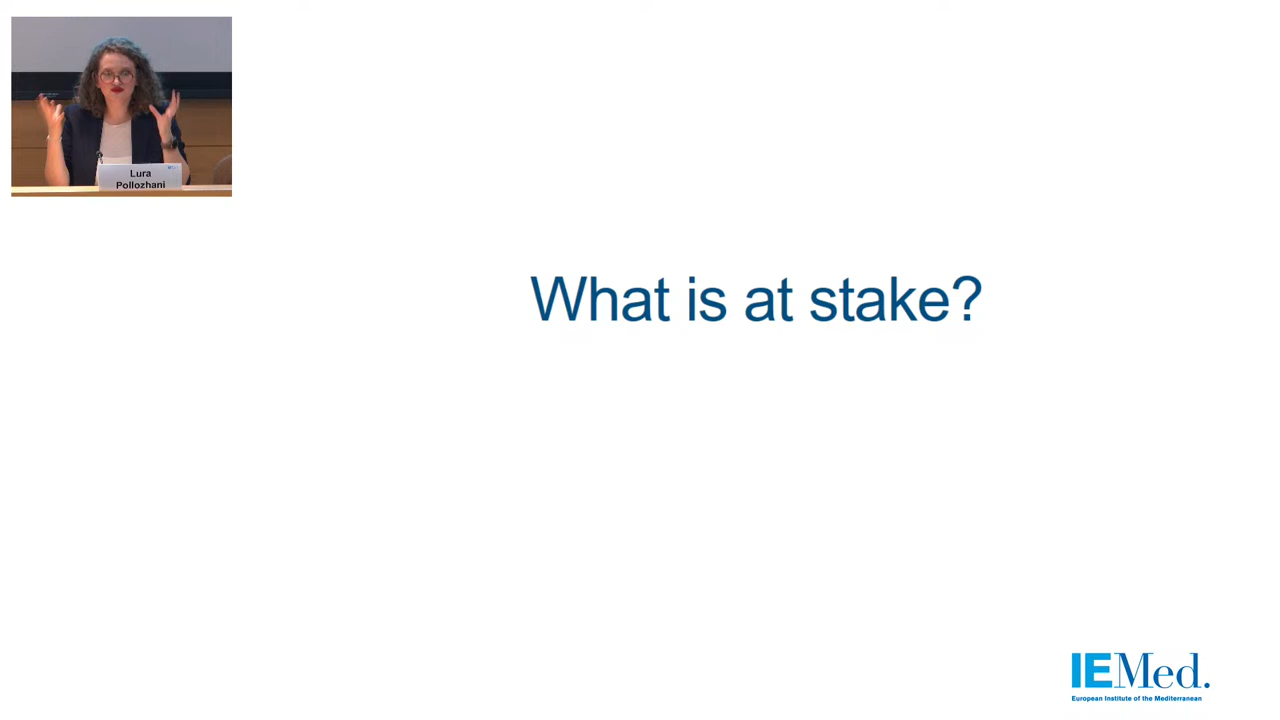 Lura
Pollozhani
What is at stake?
IEMed.
European Institute of the Mediterranean